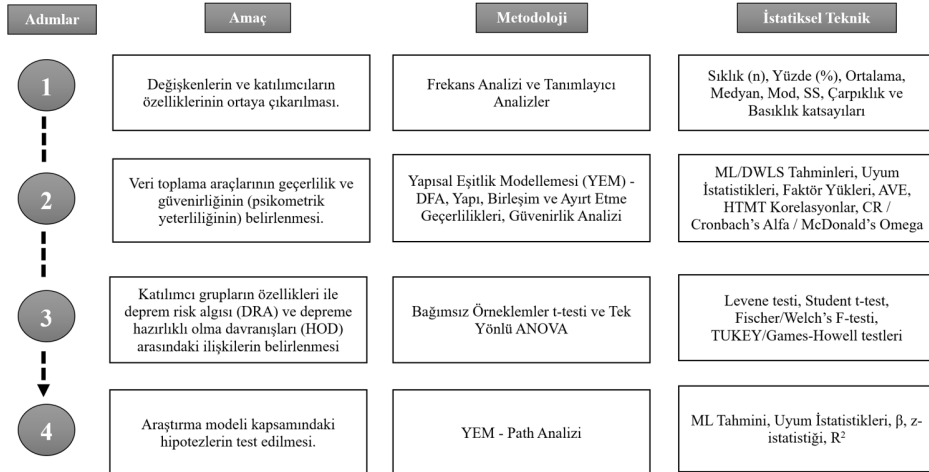 Adımlar
Amaç
Metodoloji
İstatiksel Teknik
1
Değişkenlerin ve katılımcıların
özelliklerinin ortaya çıkarılması.
Frekans Analizi ve Tanımlayıcı
Analizler
Sıklık (n), Yüzde (%), Ortalama,
Medyan, Mod, SS, Çarpıklık ve
Basıklık katsayıları
2
Veri toplama araçlarının geçerlilik ve
güvenirliğinin (psikometrik
yeterliliğinin) belirlenmesi.
Yapısal Eşitlik Modellemesi (YEM) -
DFA, Yapı, Birleşim ve Ayırt Etme
Geçerlilikleri, Güvenirlik Analizi
ML/DWLS Tahminleri, Uyum
İstatistikleri, Faktör Yükleri, AVE,
HTMT Korelasyonlar, CR /
Cronbach's Alfa / McDonald's Omega
3
Katılımcı grupların özellikleri ile
deprem risk algısı (DRA) ve depreme
hazırlıklı olma davranışları (HOD)
arasındaki ilişkilerin belirlenmesi
Bağımsız Örneklemler t-testi ve Tek
Yönlü ANOVA
Levene testi, Student t-test,
Fischer/Welch's F-testi,
TUKEY/Games-Howell testleri
4
Araştırma modeli kapsamındaki
hipotezlerin test edilmesi.
YEM - Path Analizi
ML Tahmini, Uyum İstatistikleri, β, z-
istatistiği, R²